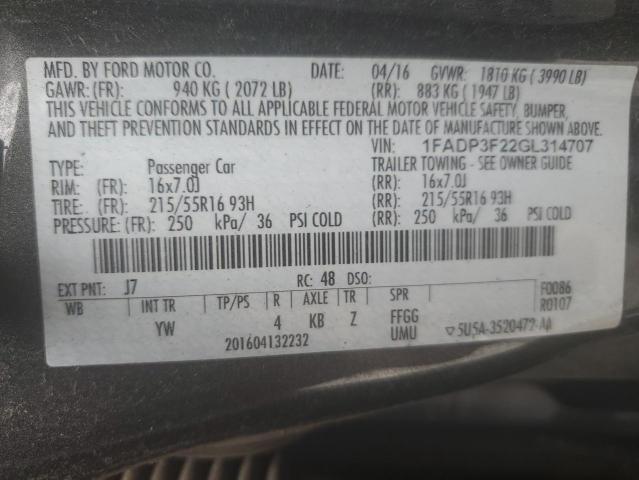 MFD. BY FORD MOTOR CO. DATE: 04/16 GVWR: 1810 KG ( 3990 LB)
GAWR: (FR): 940 KG ( 2072 LB) (RR): 883 KG ( 1947 LB)
THIS VEHICLE CONFORMS TO ALL APPLICABLE FEDERAL MOTOR VEHICLE SAFETY, BUMPER,
AND THEFT PREVENTION STANDARDS IN EFFECT ON THE DATE OF MANUFACTURE SHOWN ABOVE.
VIN: 1FADP3F22GL314707
TYPE: Passenger Car TRAILER TOWING - SEE OWNER GUIDE
RIM: (FR): 16x7.0J (RR): 16x7.0J
TIRE: (FR): 215/55R16 93H (RR): 215/55R16 93H
PRESSURE: (FR): 250 kPa/ 36 PSI COLD (RR): 250 kPa/ 36 PSI COLD
EXT PNT: J7 RC: 48 DSO: F0086
WB INT TR TP/PS R AXLE TR SPR R0107
YW 4 KB Z FFGG
UMU ▽ 5U5A-3520472-AA
201604132232